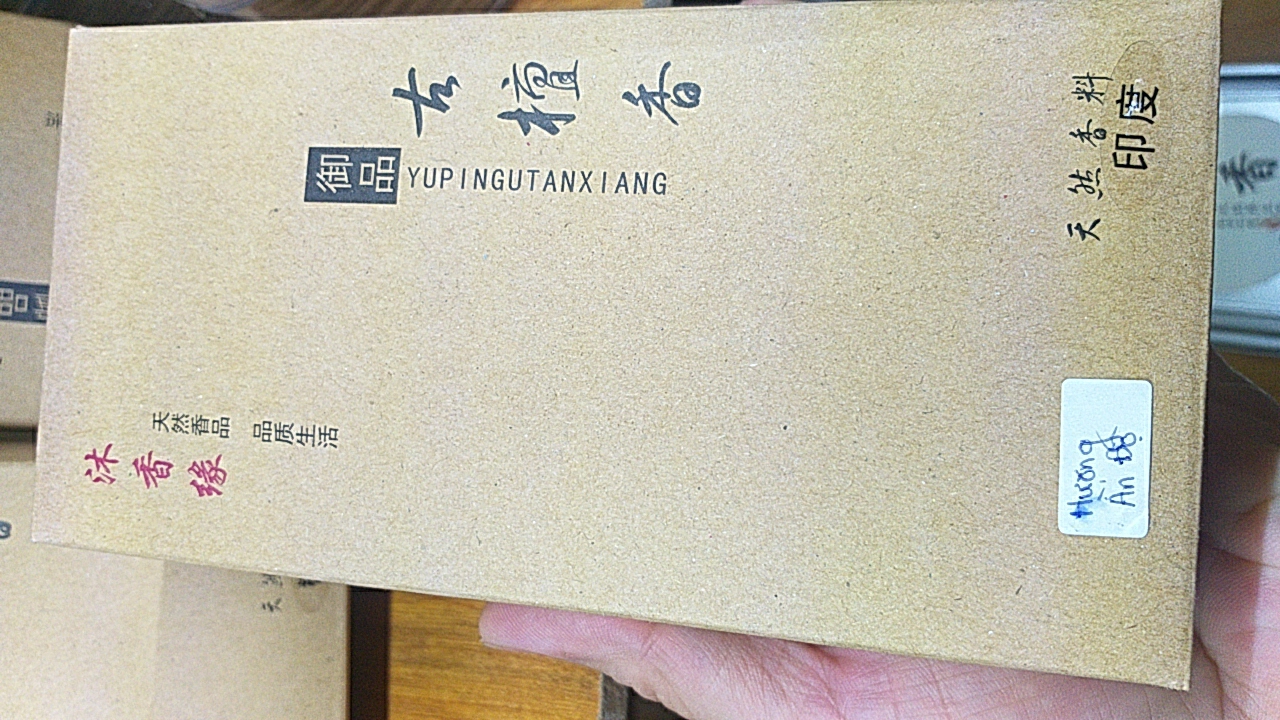 古檀香
御品 YUPINGUTANXIANG
天然香料
印度
天然香品 品质生活
沐香缘
Hương
Ấn độ
香